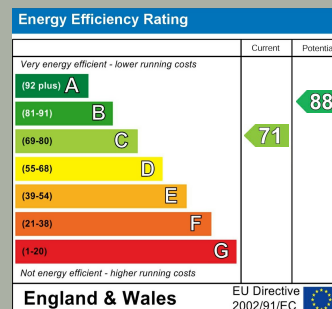 Energy Efficiency Rating
Current
Potentia
Very energy efficient - lower running costs
(92 plus) A
(81-91) B
(69-80) C
(55-68) D
(39-54) E
(21-38) F
(1-20) G
71
88
Not energy efficient - higher running costs
England & Wales
EU Directive
2002/91/EC